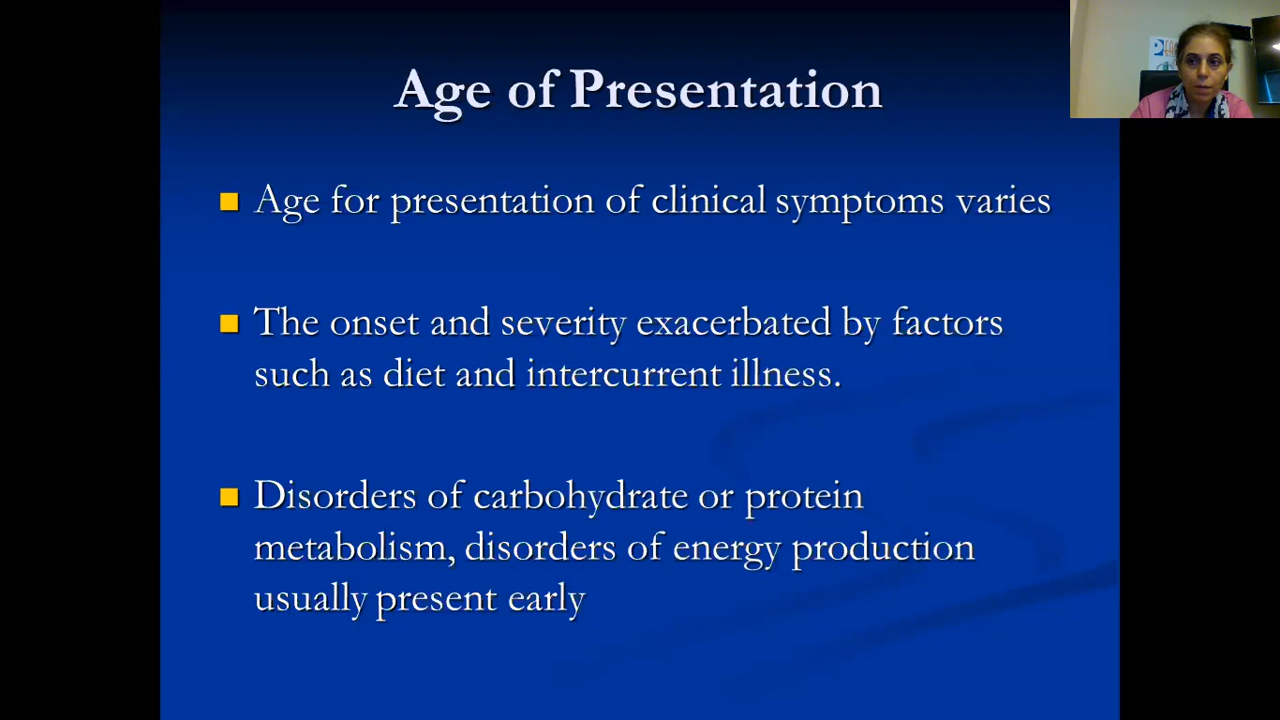 Age of Presentation
Age for presentation of clinical symptoms varies
The onset and severity exacerbated by factors
such as diet and intercurrent illness.
Disorders of carbohydrate or protein
metabolism, disorders of energy production
usually present early